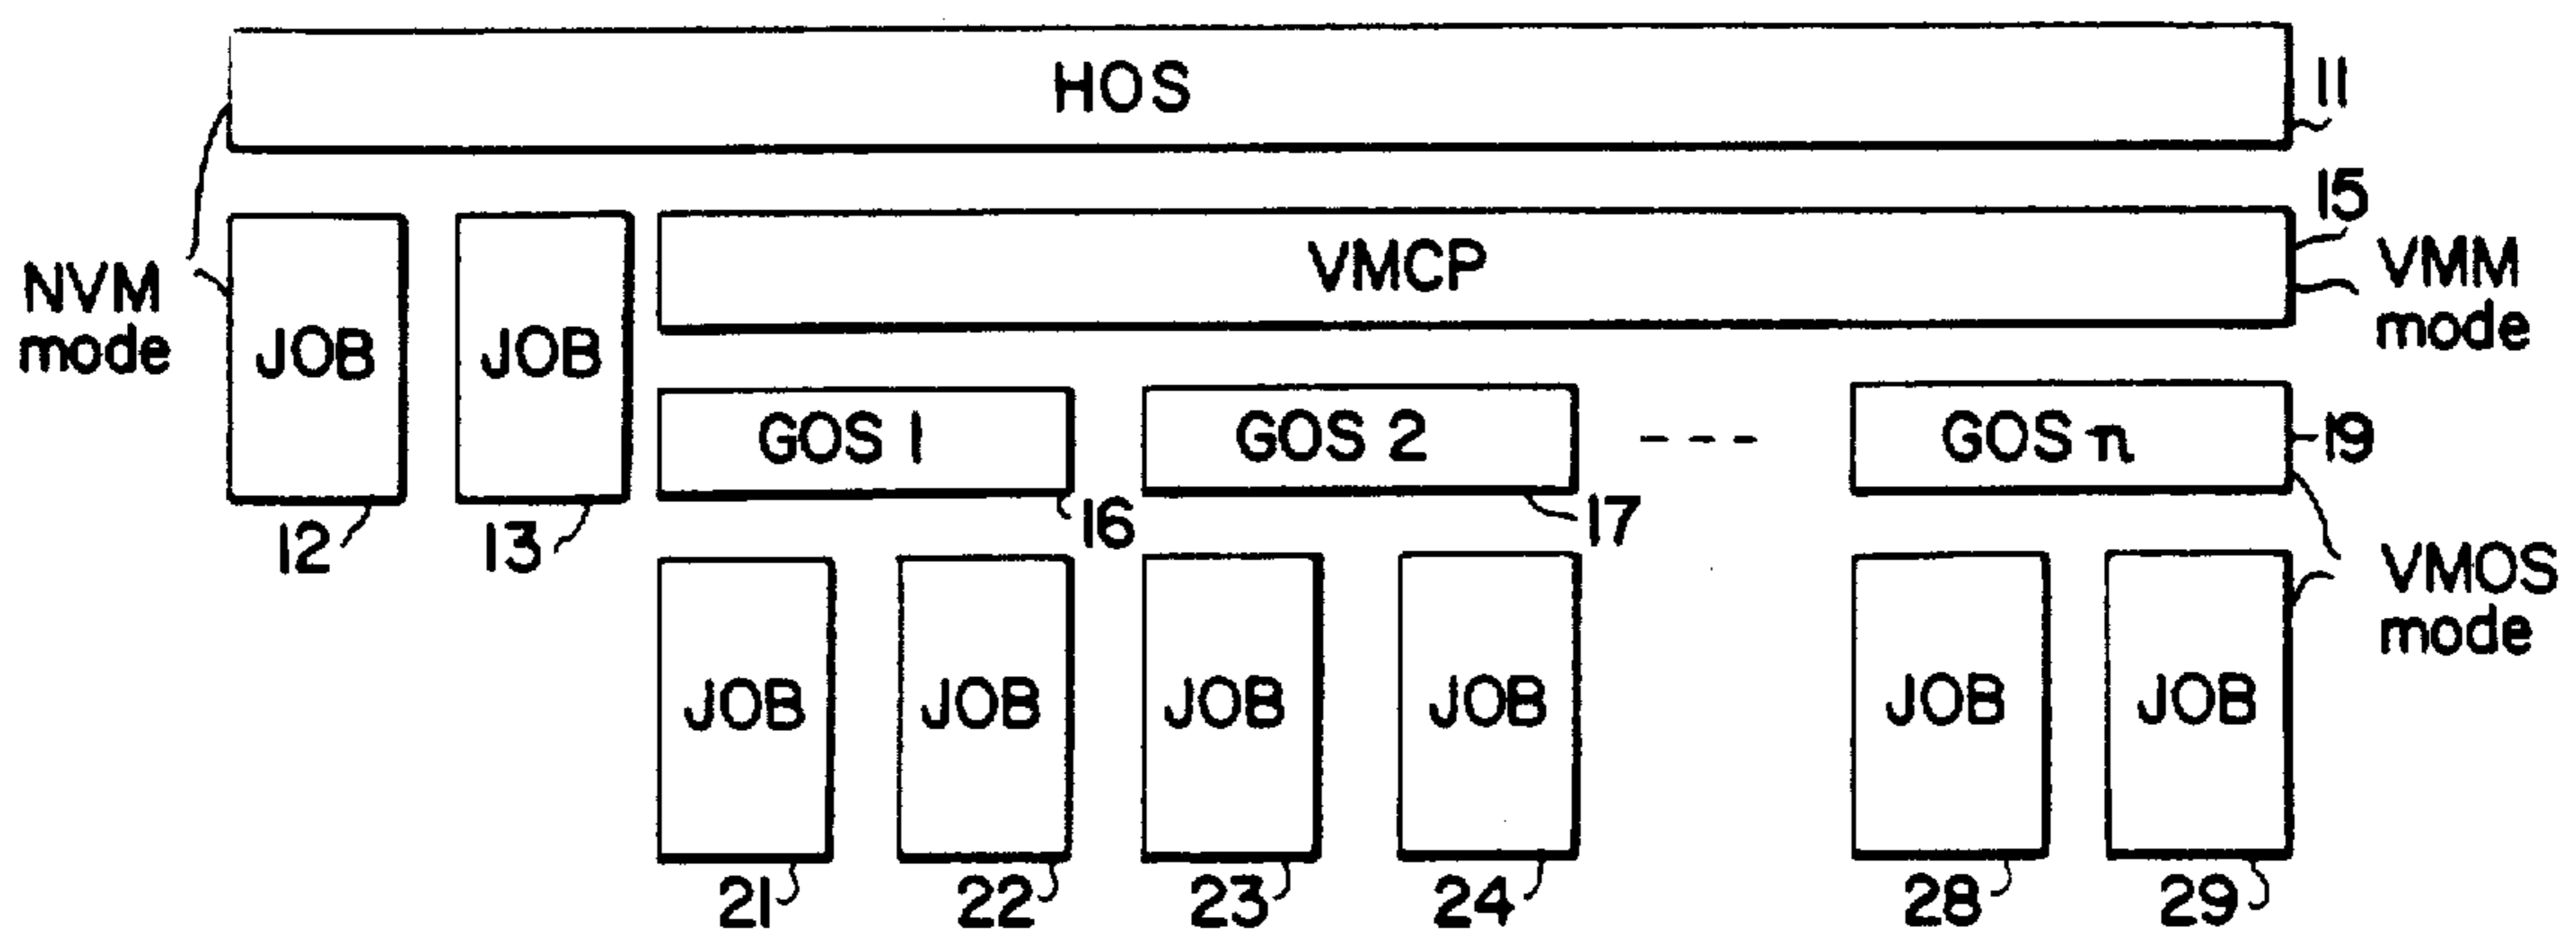 HOS
11
15
NVM
mode
JOB
JOB
VMCP
VMM
mode
GOS 1
GOS 2
GOS n
19
12
13
16
17
VMOS
mode
JOB
JOB
JOB
JOB
JOB
JOB
21
22
23
24
28
29